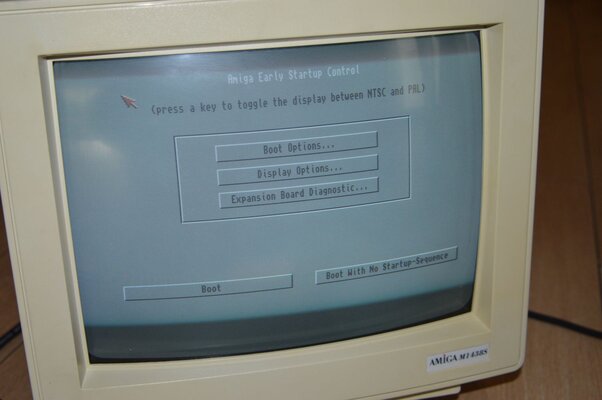 Amiga Early Startup Control
(press a key to toggle the display between NTSC and PAL)
Boot Options...
Display Options...
Expansion Board Diagnostic...
Boot
Boot With No Startup-Sequence
AMIGA M1438S